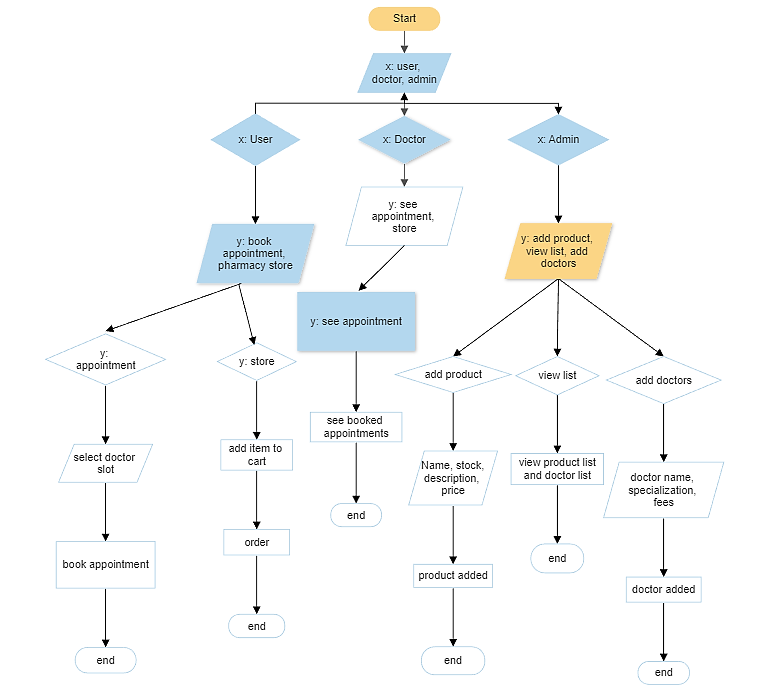 Start
x: user,
doctor, admin
x: User
x: Doctor
x: Admin
y: book
appointment,
pharmacy store
y: see
appointment,
store
y: add product,
view list, add
doctors
y: see appointment
y:
appointment
y: store
add product
view list
add doctors
select doctor
slot
add item to
cart
see booked
appointments
Name, stock,
description,
price
view product list
and doctor list
doctor name,
specialization,
fees
book appointment
order
end
end
product added
doctor added
end
end
end
end